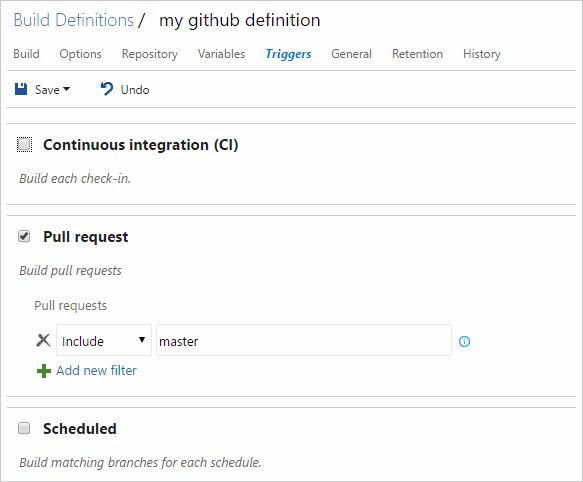 Build Definitions / my github definition
Build Options Repository Variables Triggers General Retention History
Save Undo
Continuous integration (CI)
Build each check-in.
Pull request
Build pull requests
Pull requests
Include master
Add new filter
Scheduled
Build matching branches for each schedule.